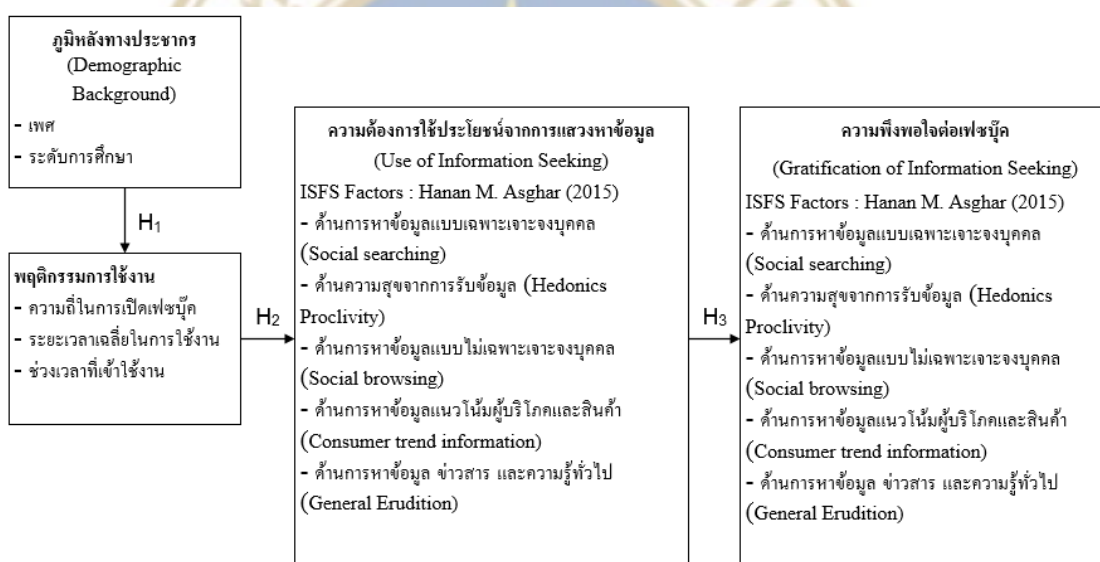 ภูมิหลังทางประชากร
(Demographic
Background)
- เพศ
- ระดับการศึกษา
H1
พฤติกรรมการใช้งาน
- ความถี่ในการเปิดเฟซบุ๊ค
- ระยะเวลาเฉลี่ยในการใช้งาน
- ช่วงเวลาที่เข้าใช้งาน
H2
ความต้องการใช้ประโยชน์จากการแสวงหาข้อมูล
(Use of Information Seeking)
ISFS Factors : Hanan M. Asghar (2015)
- ด้านการหาข้อมูลแบบเฉพาะเจาะจงบุคคล
(Social searching)
- ด้านความสุขจากการรับข้อมูล (Hedonics
Proclivity)
- ด้านการหาข้อมูลแบบไม่เฉพาะเจาะจงบุคคล
(Social browsing)
- ด้านการหาข้อมูลแนวโน้มผู้บริโภคและสินค้า
(Consumer trend information)
- ด้านการหาข้อมูล ข่าวสาร และความรู้ทั่วไป
(General Erudition)
H3
ความพึงพอใจต่อเฟซบุ๊ค
(Gratification of Information Seeking)
ISFS Factors : Hanan M. Asghar (2015)
- ด้านการหาข้อมูลแบบเฉพาะเจาะจงบุคคล
(Social searching)
- ด้านความสุขจากการรับข้อมูล (Hedonics
Proclivity)
- ด้านการหาข้อมูลแบบไม่เฉพาะเจาะจงบุคคล
(Social browsing)
- ด้านการหาข้อมูลแนวโน้มผู้บริโภคและสินค้า
(Consumer trend information)
- ด้านการหาข้อมูล ข่าวสาร และความรู้ทั่วไป
(General Erudition)